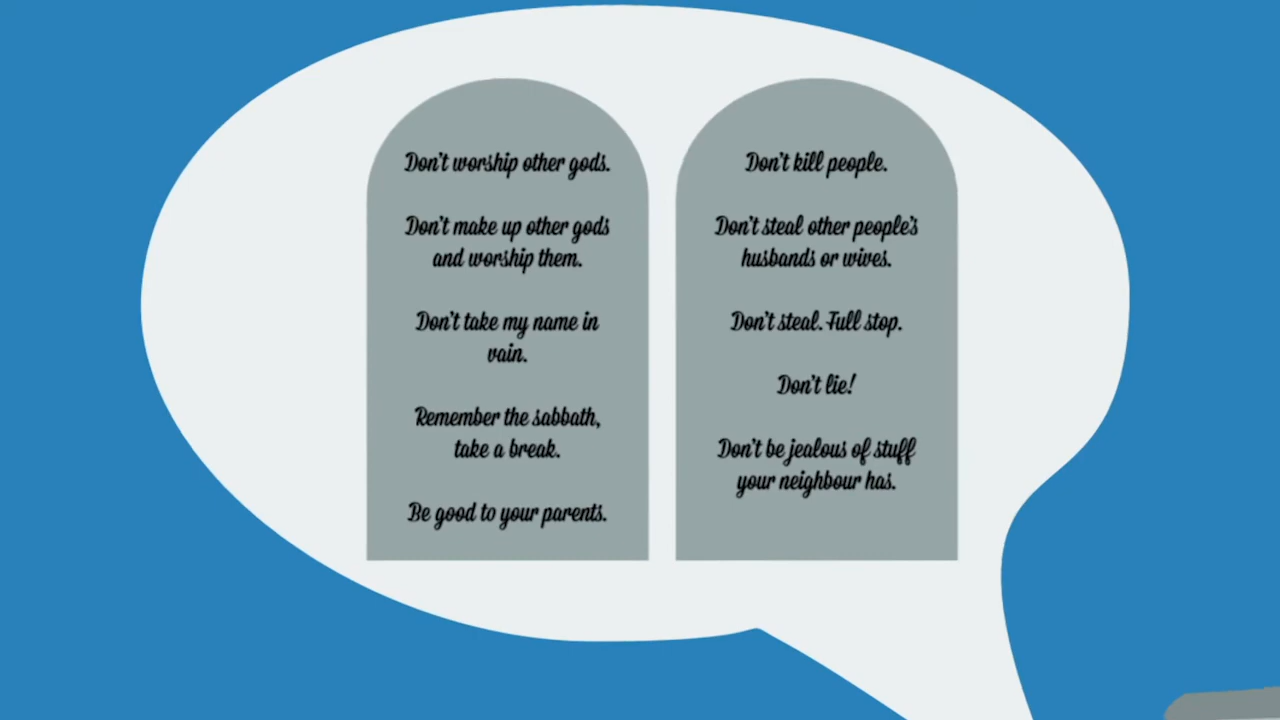 Don't worship other gods.
Don't make up other gods
and worship them.
Don't take my name in
vain.
Remember the sabbath,
take a break.
Be good to your parents.
Don't kill people.
Don't steal other people's
husbands or wives.
Don't steal. Full stop.
Don't lie!
Don't be jealous of stuff
your neighbour has.